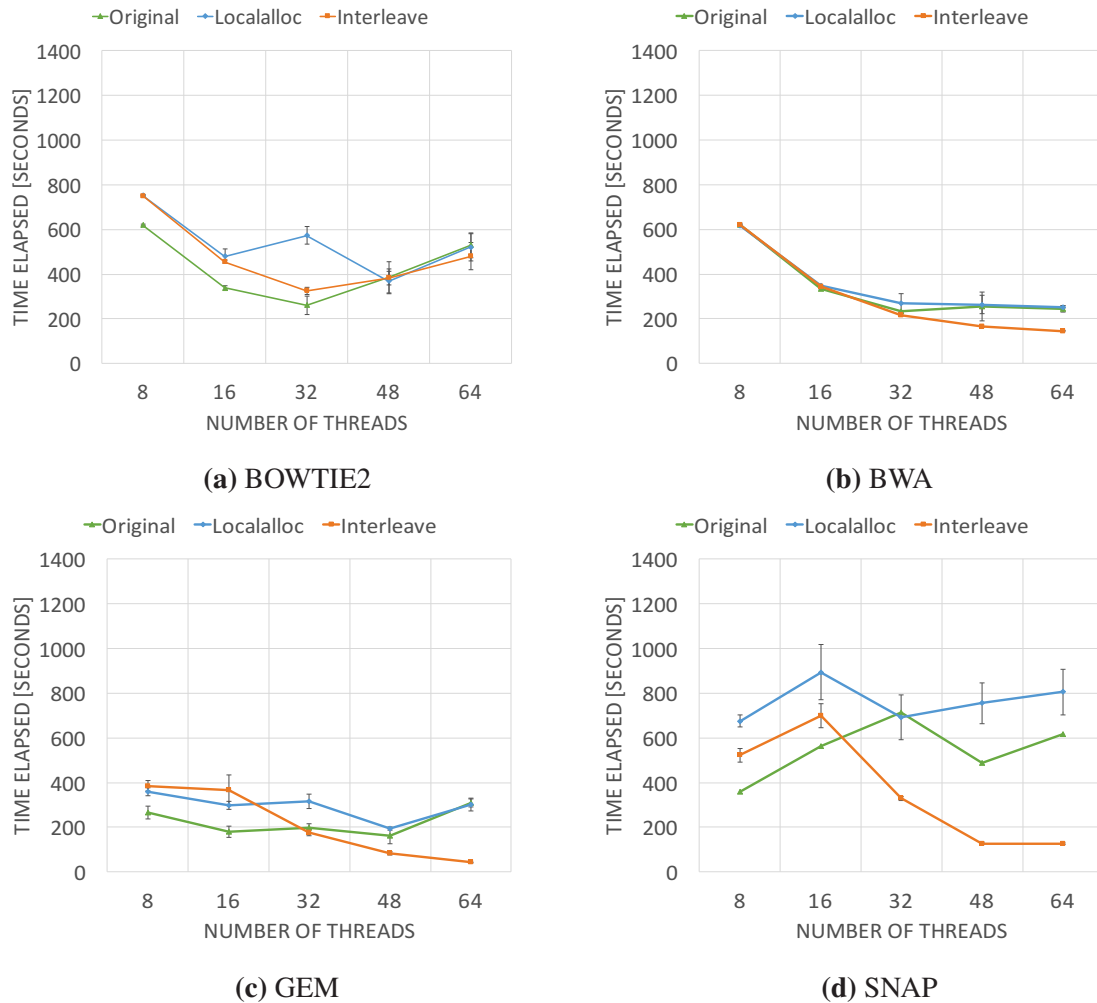 Original Localalloc Interleave
1400
1200
1000
800
600
400
200
0
TIME ELAPSED [SECONDS]
8 16 32 48 64
NUMBER OF THREADS
(a) BOWTIE2
Original Localalloc Interleave
1400
1200
1000
800
600
400
200
0
TIME ELAPSED [SECONDS]
8 16 32 48 64
NUMBER OF THREADS
(b) BWA
Original Localalloc Interleave
1400
1200
1000
800
600
400
200
0
TIME ELAPSED [SECONDS]
8 16 32 48 64
NUMBER OF THREADS
(c) GEM
Original Localalloc Interleave
1400
1200
1000
800
600
400
200
0
TIME ELAPSED [SECONDS]
8 16 32 48 64
NUMBER OF THREADS
(d) SNAP